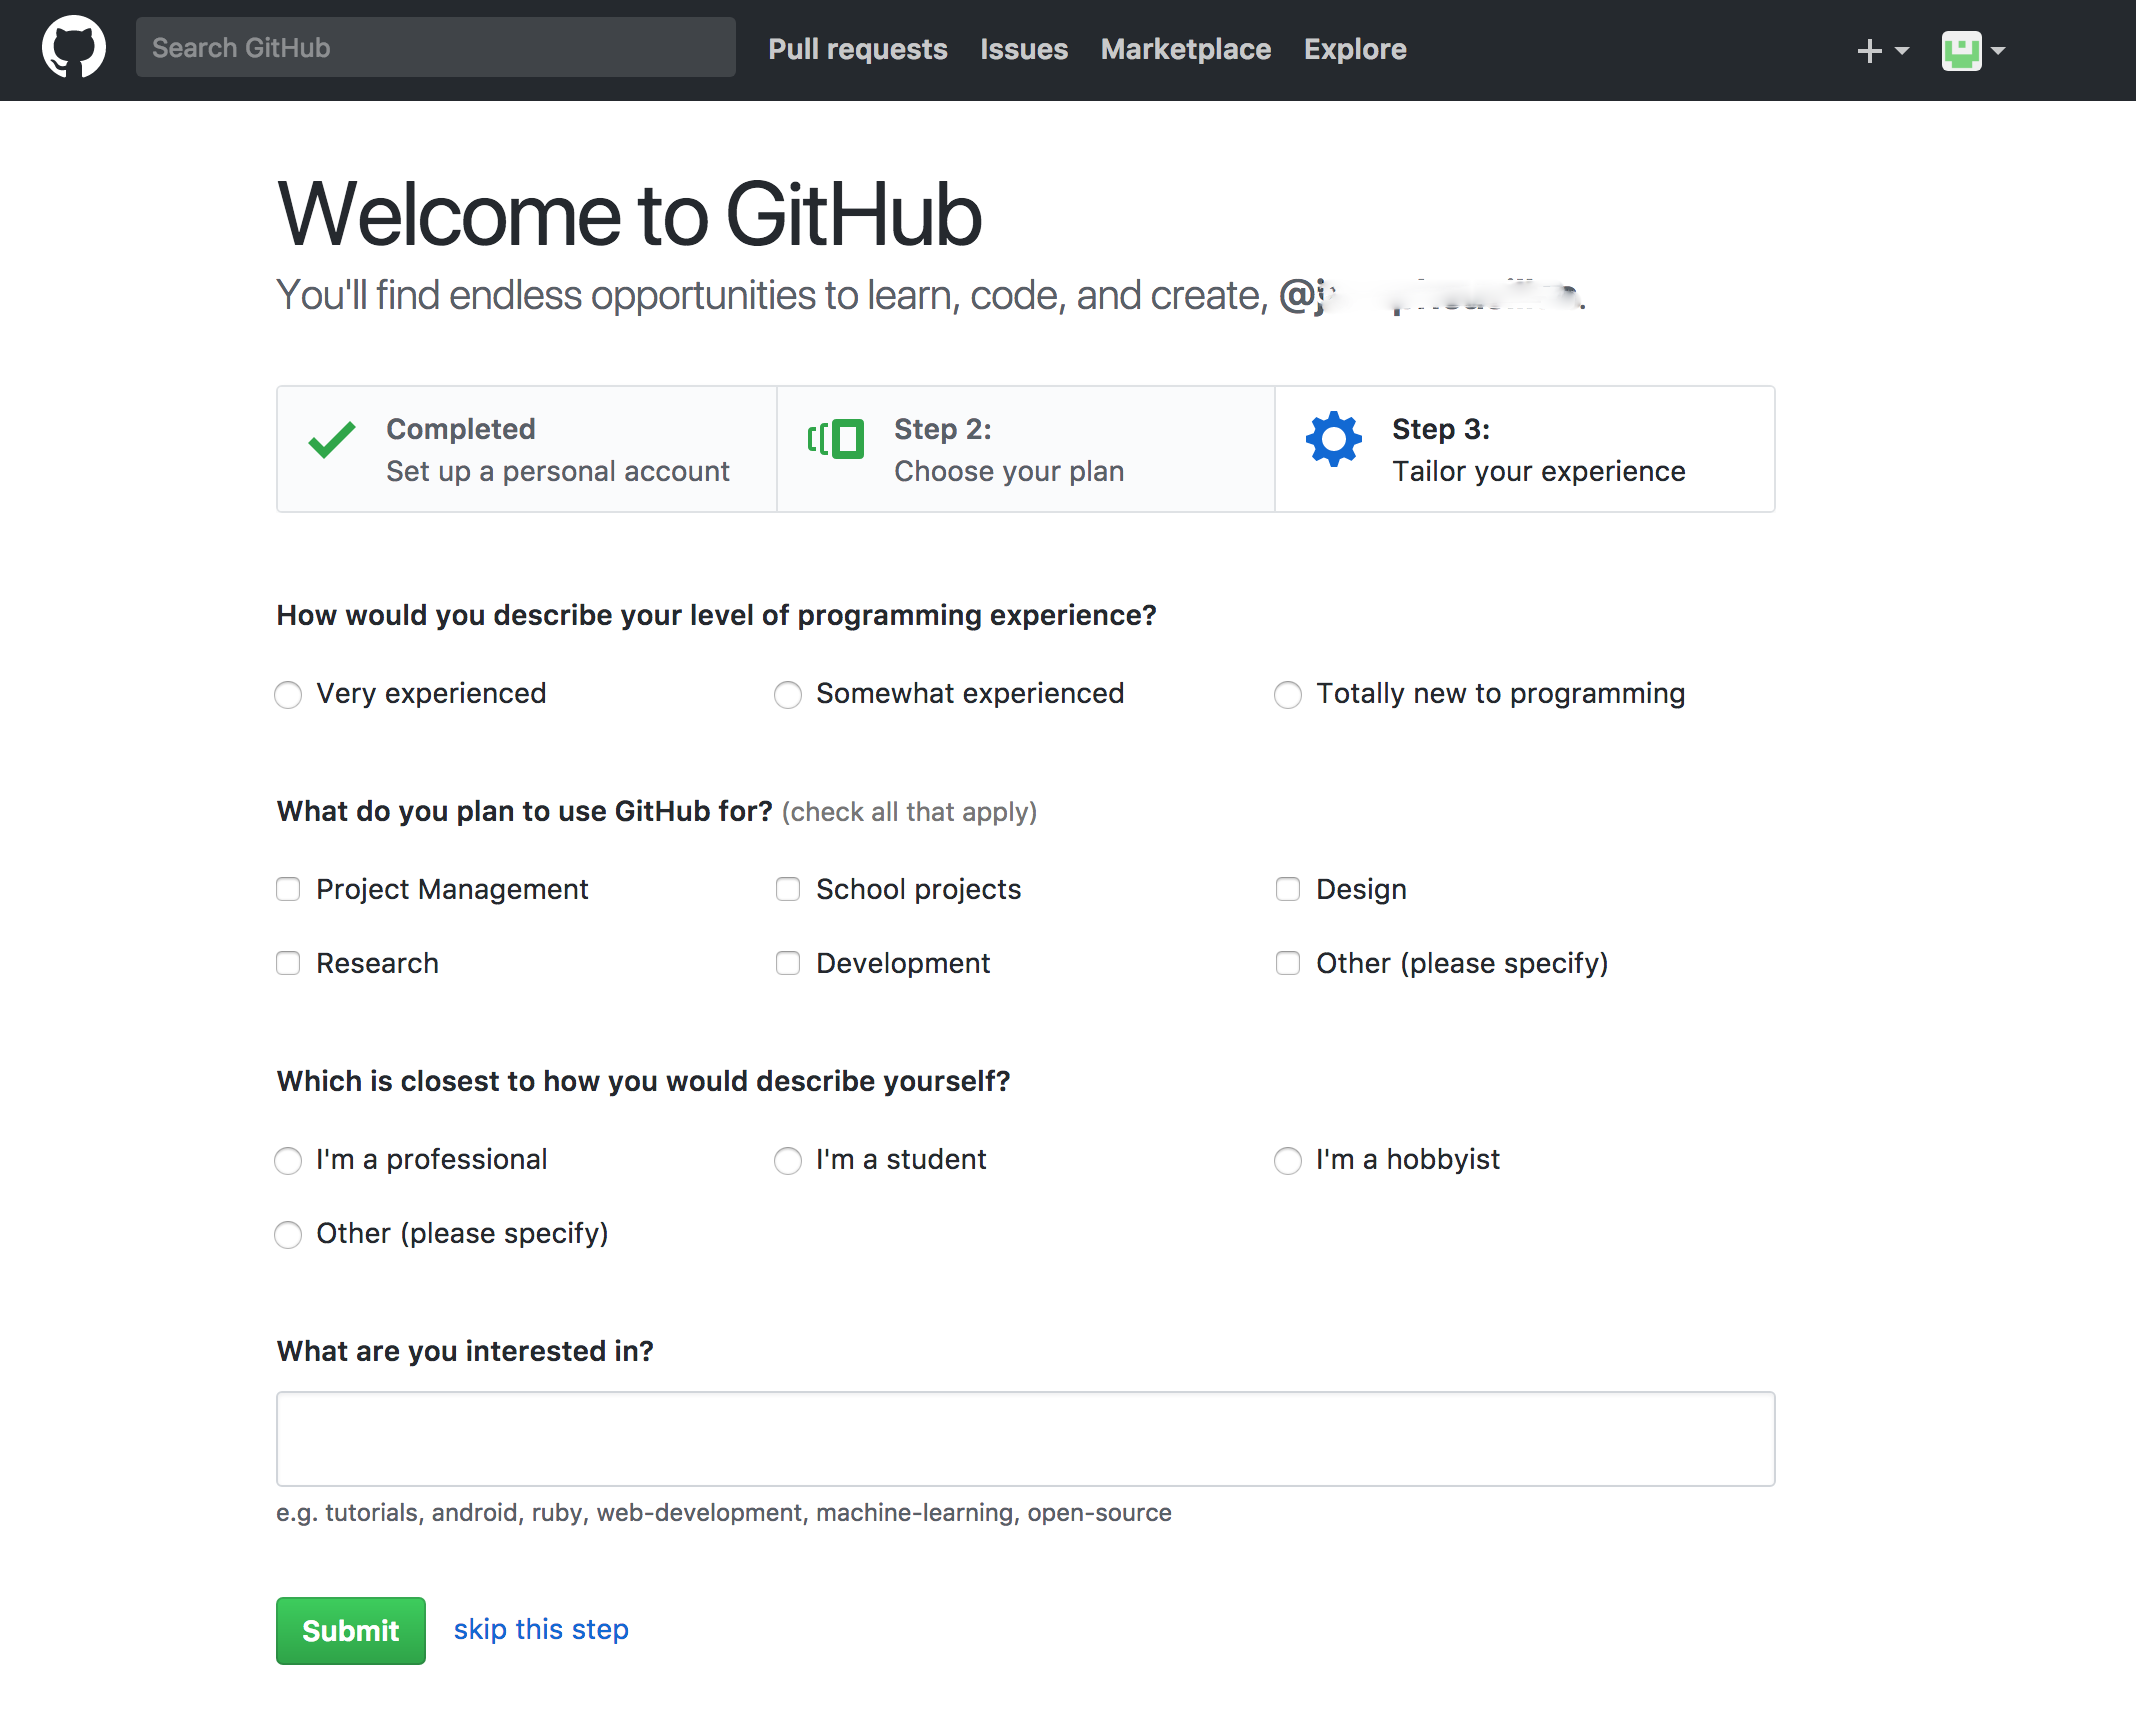 Search GitHub
Pull requests Issues Marketplace Explore
Welcome to GitHub
You'll find endless opportunities to learn, code, and create,
Completed
Set up a personal account
Step 2:
Choose your plan
Step 3:
Tailor your experience
How would you describe your level of programming experience?
Very experienced Somewhat experienced Totally new to programming
What do you plan to use GitHub for? (check all that apply)
Project Management School projects Design
Research Development Other (please specify)
Which is closest to how you would describe yourself?
I'm a professional I'm a student I'm a hobbyist
Other (please specify)
What are you interested in?
e.g. tutorials, android, ruby, web-development, machine-learning, open-source
Submit skip this step